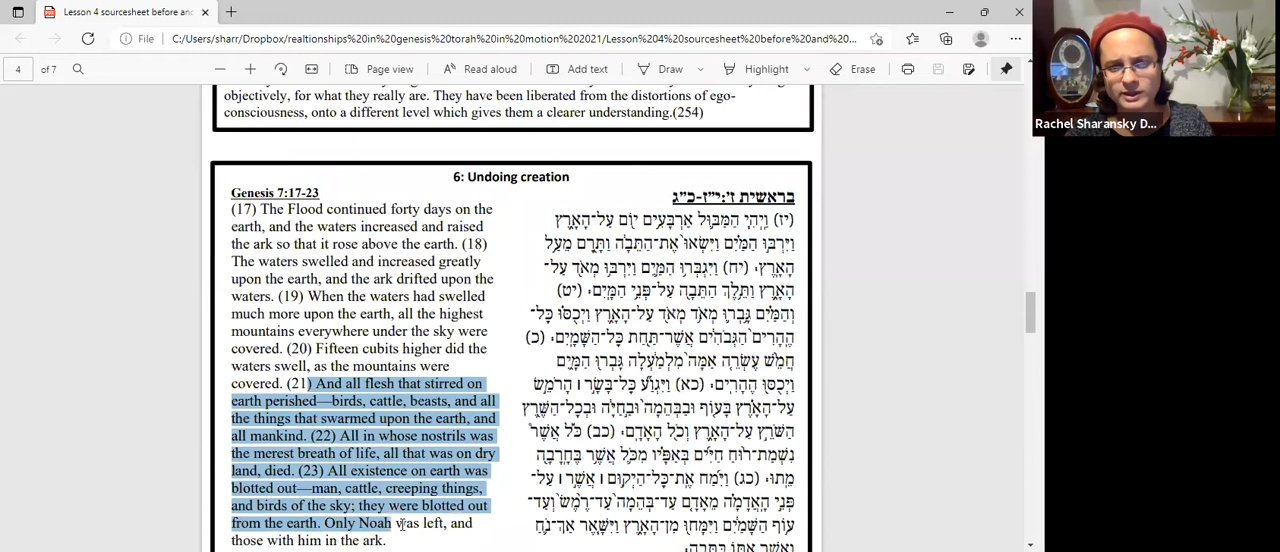 Lesson 4 sourcesheet before anc
File
C:/Users/sharr/Dropbox/realtionships%20in%20genesis%20torah%20in%20motion%202021/Lesson%204%20sourcesheet%20before%20and%20...
4 of 7
Page view
Read aloud
Add text
Draw
Highlight
Erase
Rachel Sharansky D...
objectively, for what they really are. They have been liberated from the distortions of ego-
consciousness, onto a different level which gives them a clearer understanding.(254)
6: Undoing creation
Genesis 7:17-23
(17) The Flood continued forty days on the
earth, and the waters increased and raised
the ark so that it rose above the earth. (18)
The waters swelled and increased greatly
upon the earth, and the ark drifted upon the
waters. (19) When the waters had swelled
much more upon the earth, all the highest
mountains everywhere under the sky were
covered. (20) Fifteen cubits higher did the
waters swell, as the mountains were
covered. (21) And all flesh that stirred on
earth perished—birds, cattle, beasts, and all
the things that swarmed upon the earth, and
all mankind. (22) All in whose nostrils was
the merest breath of life, all that was on dry
land, died. (23) All existence on earth was
blotted out—man, cattle, creeping things,
and birds of the sky; they were blotted out
from the earth. Only Noah was left, and
those with him in the ark.
בראשית ז׳:י״ז-כ״ג
(יז) וַיְהִ֧י הַמַּבּ֛וּל אַרְבָּעִ֥ים י֖וֹם עַל־הָאָ֑רֶץ
וַיִּרְבּ֣וּ הַמַּ֗יִם וַיִּשְׂאוּ֙ אֶת־הַתֵּבָ֔ה וַתָּ֖רָם מֵעַ֥ל
הָאָֽרֶץ׃ (יח) וַיִּגְבְּר֥וּ הַמַּ֛יִם וַיִּרְבּ֥וּ מְאֹ֖ד עַל־
הָאָ֑רֶץ וַתֵּ֥לֶךְ הַתֵּבָ֖ה עַל־פְּנֵ֥י הַמָּֽיִם׃ (יט)
וְהַמַּ֗יִם גָּ֥בְר֛וּ מְאֹ֥ד מְאֹ֖ד עַל־הָאָ֑רֶץ וַיְכֻסּ֗וּ כׇּל־
הֶֽהָרִים֙ הַגְּבֹהִ֔ים אֲשֶׁר־תַּ֖חַת כׇּל־הַשָּׁמָֽיִם׃ (כ)
חֲמֵ֨שׁ עֶשְׂרֵ֤ה אַמָּה֙ מִלְמַ֔עְלָה גָּבְר֖וּ הַמָּ֑יִם
וַיְכֻסּ֖וּ הֶהָרִֽים׃ (כא) וַיִּגְוַ֞ע כׇּל־בָּשָׂ֣ר ׀ הָרֹמֵ֣שׂ
עַל־הָאָ֗רֶץ בָּע֤וֹף וּבַבְּהֵמָה֙ וּבַ֣חַיָּ֔ה וּבְכׇל־הַשֶּׁ֖רֶץ
הַשֹּׁרֵ֣ץ עַל־הָאָ֑רֶץ וְכֹ֖ל הָאָדָֽם׃ (כב) כֹּ֡ל אֲשֶׁר֩
נִשְׁמַת־ר֨וּחַ חַיִּ֜ים בְּאַפָּ֗יו מִכֹּ֛ל אֲשֶׁ֥ר בֶּחָֽרָבָ֖ה
מֵֽתוּ׃ (כג) וַיִּ֜מַח אֶֽת־כׇּל־הַיְק֣וּם ׀ אֲשֶׁ֣ר ׀ עַל־
פְּנֵ֣י הָֽאֲדָמָ֗ה מֵאָדָ֤ם עַד־בְּהֵמָה֙ עַד־רֶ֙מֶשׂ֙ וְעַד־
ע֣וֹף הַשָּׁמַ֔יִם וַיִּמָּח֖וּ מִן־הָאָ֑רֶץ וַיִּשָּׁ֧אֶר אַךְ־נֹ֛חַ
וַֽאֲשֶׁ֥ר אִתּ֖וֹ בַּתֵּבָֽה׃